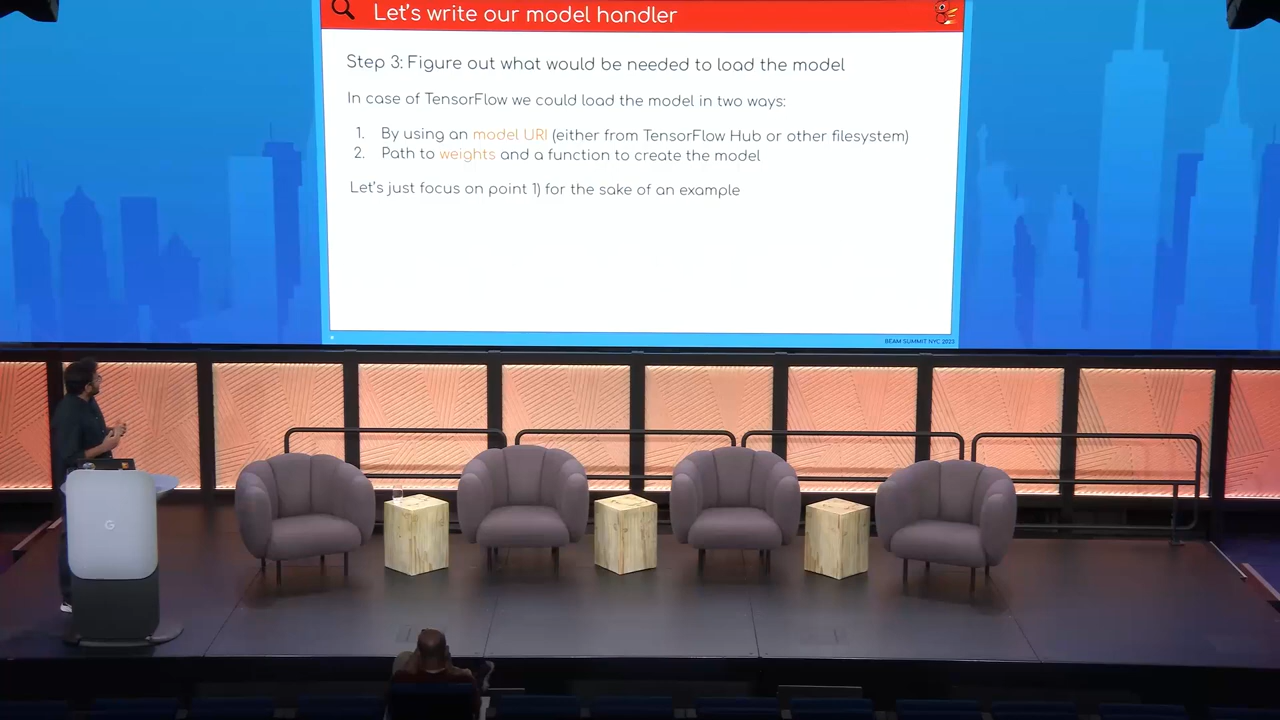 Let's write our model handler
Step 3: Figure out what would be needed to load the model
In case of TensorFlow we could load the model in two ways:
1. By using an model URI (either from TensorFlow Hub or other filesystem)
2. Path to weights and a function to create the model
Let's just focus on point 1) for the sake of an example
BEAM SUMMIT NYC 2023
G